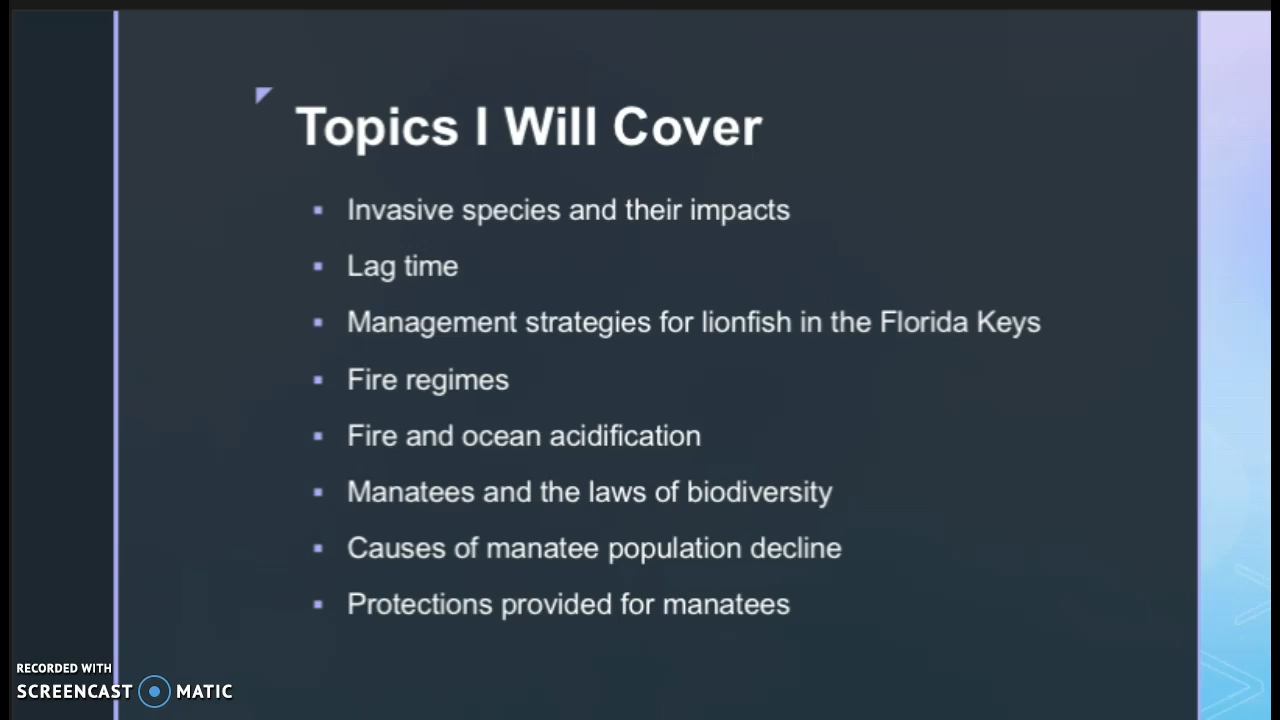 Topics I Will Cover
Invasive species and their impacts
Lag time
Management strategies for lionfish in the Florida Keys
Fire regimes
Fire and ocean acidification
Manatees and the laws of biodiversity
Causes of manatee population decline
Protections provided for manatees
RECORDED WITH
SCREENCAST MATIC